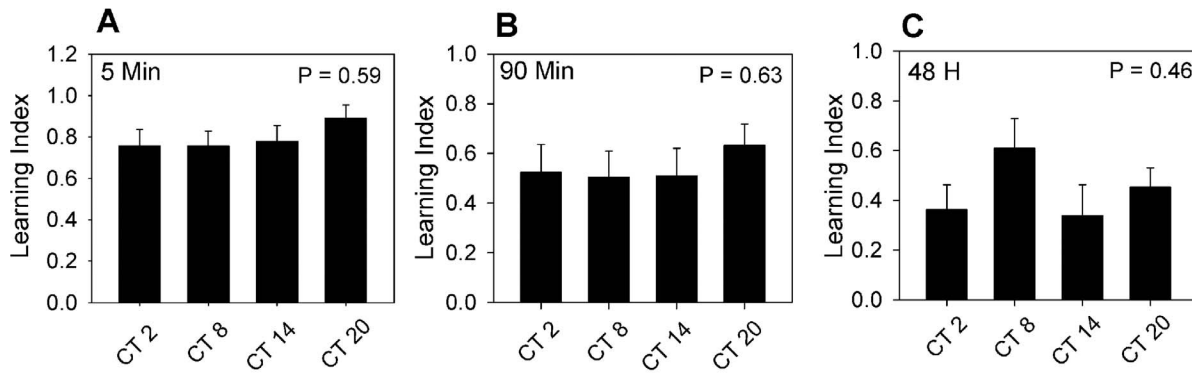 A
5 Min
P = 0.59
Learning Index
1.2
1.0
0.8
0.6
0.4
0.2
0.0
CT 2
CT 8
CT 14
CT 20
B
90 Min
P = 0.63
Learning Index
1.0
0.8
0.6
0.4
0.2
0.0
CT 2
CT 8
CT 14
CT 20
C
48 H
P = 0.46
Learning Index
1.0
0.8
0.6
0.4
0.2
0.0
CT 2
CT 8
CT 14
CT 20